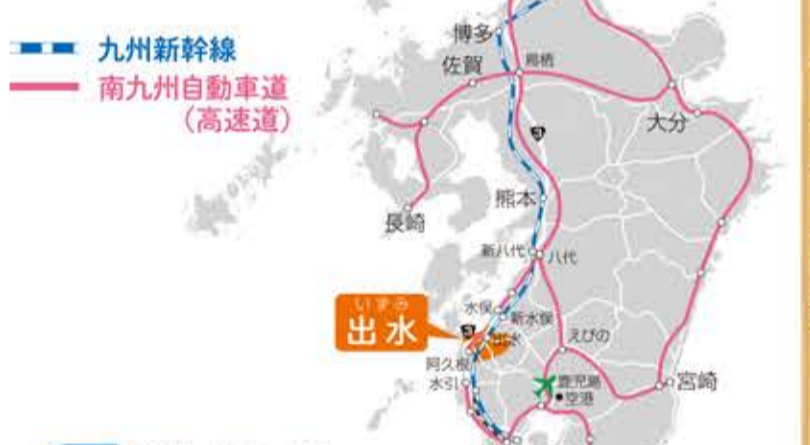 九州新幹線
南九州自動車道
（高速道）
博多
佐賀
鳥栖
大分
3
熊本
長崎
新八代
八代
いずみ
出水
水俣
新水俣
3
出水
えびの
阿久根
水引
鹿児島
空港
宮崎